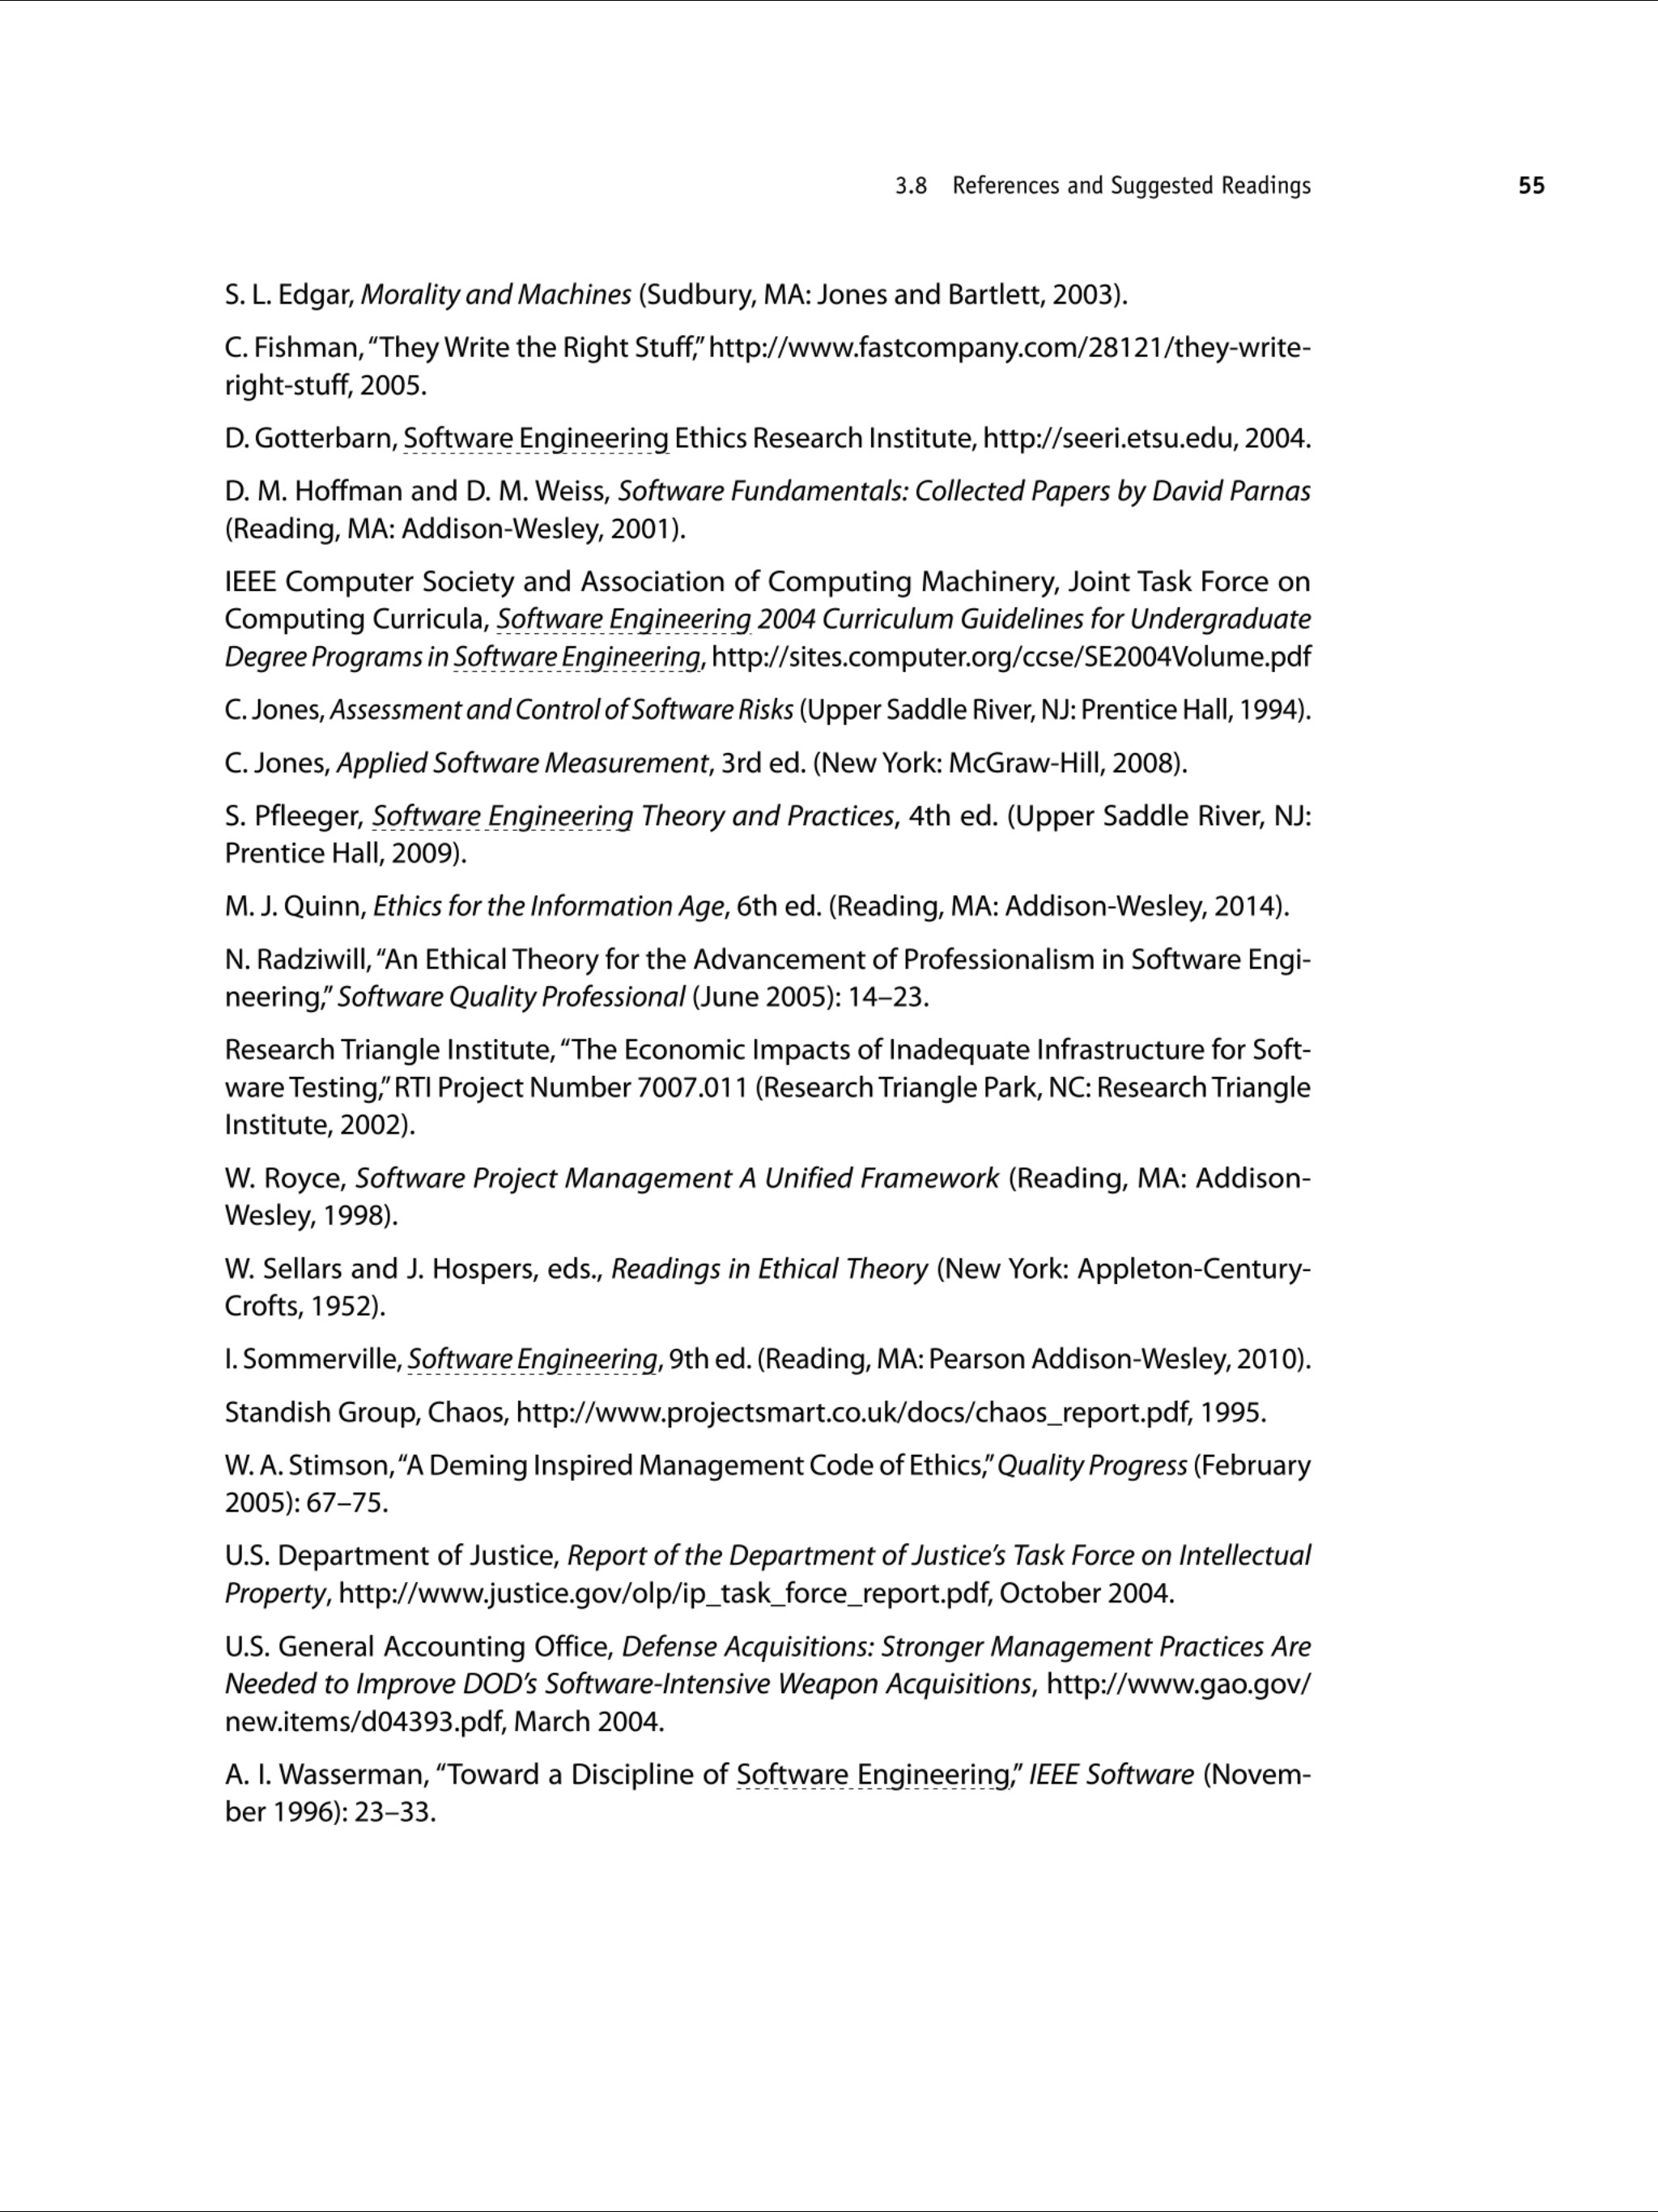 3.8 References and Suggested Readings 55
S. L. Edgar, Morality and Machines (Sudbury, MA: Jones and Bartlett, 2003).
C. Fishman, “They Write the Right Stuff,” http://www.fastcompany.com/28121/they-write-
right-stuff, 2005.
D. Gotterbarn, Software Engineering Ethics Research Institute, http://seeri.etsu.edu, 2004.
D. M. Hoffman and D. M. Weiss, Software Fundamentals: Collected Papers by David Parnas
(Reading, MA: Addison-Wesley, 2001).
IEEE Computer Society and Association of Computing Machinery, Joint Task Force on
Computing Curricula, Software Engineering 2004 Curriculum Guidelines for Undergraduate
Degree Programs in Software Engineering, http://sites.computer.org/ccse/SE2004Volume.pdf
C. Jones, Assessment and Control of Software Risks (Upper Saddle River, NJ: Prentice Hall, 1994).
C. Jones, Applied Software Measurement, 3rd ed. (New York: McGraw-Hill, 2008).
S. Pfleeger, Software Engineering Theory and Practices, 4th ed. (Upper Saddle River, NJ:
Prentice Hall, 2009).
M. J. Quinn, Ethics for the Information Age, 6th ed. (Reading, MA: Addison-Wesley, 2014).
N. Radziwill, “An Ethical Theory for the Advancement of Professionalism in Software Engi-
neering,” Software Quality Professional (June 2005): 14–23.
Research Triangle Institute, “The Economic Impacts of Inadequate Infrastructure for Soft-
ware Testing,” RTI Project Number 7007.011 (Research Triangle Park, NC: Research Triangle
Institute, 2002).
W. Royce, Software Project Management A Unified Framework (Reading, MA: Addison-
Wesley, 1998).
W. Sellars and J. Hospers, eds., Readings in Ethical Theory (New York: Appleton-Century-
Crofts, 1952).
I. Sommerville, Software Engineering, 9th ed. (Reading, MA: Pearson Addison-Wesley, 2010).
Standish Group, Chaos, http://www.projectsmart.co.uk/docs/chaos_report.pdf, 1995.
W. A. Stimson, “A Deming Inspired Management Code of Ethics,” Quality Progress (February
2005): 67–75.
U.S. Department of Justice, Report of the Department of Justice’s Task Force on Intellectual
Property, http://www.justice.gov/olp/ip_task_force_report.pdf, October 2004.
U.S. General Accounting Office, Defense Acquisitions: Stronger Management Practices Are
Needed to Improve DOD’s Software-Intensive Weapon Acquisitions, http://www.gao.gov/
new.items/d04393.pdf, March 2004.
A. I. Wasserman, “Toward a Discipline of Software Engineering,” IEEE Software (Novem-
ber 1996): 23–33.